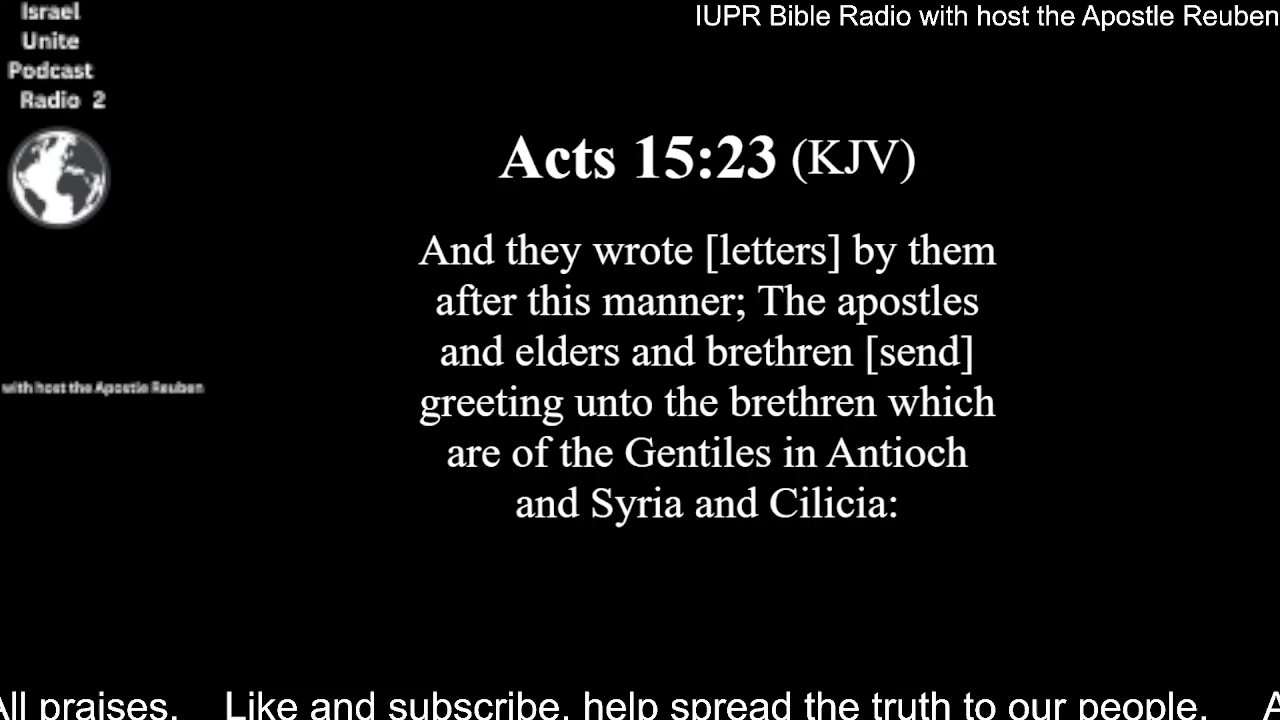 Israel
Unite
Podcast
Radio 2
IUPR Bible Radio with host the Apostle Reuben
Acts 15:23 (KJV)
And they wrote [letters] by them
after this manner; The apostles
and elders and brethren [send]
greeting unto the brethren which
are of the Gentiles in Antioch
and Syria and Cilicia:
with host the Apostle Reuben
All praises. Like and subscribe, help spread the truth to our people. A